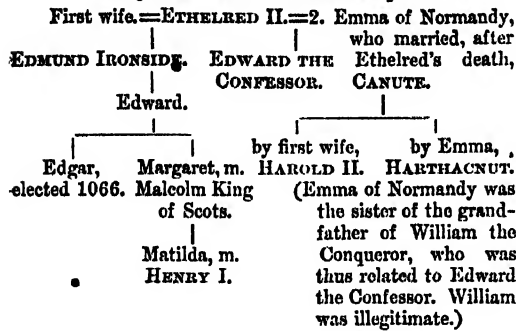 First wife.=ETHELRED II.=2. Emma of Normandy,
who married, after
EDMUND IRONSIDE. EDWARD THE Ethelred's death,
CONFESSOR. CANUTE.
Edward.
by first wife, by Emma,
Edgar, Margaret, m. HAROLD II. HARTHACNUT.
elected 1066. Malcolm King (Emma of Normandy was
of Scots. the sister of the grand-
father of William the
Matilda, m. Conqueror, who was
HENRY I. thus related to Edward
the Confessor. William
was illegitimate.)